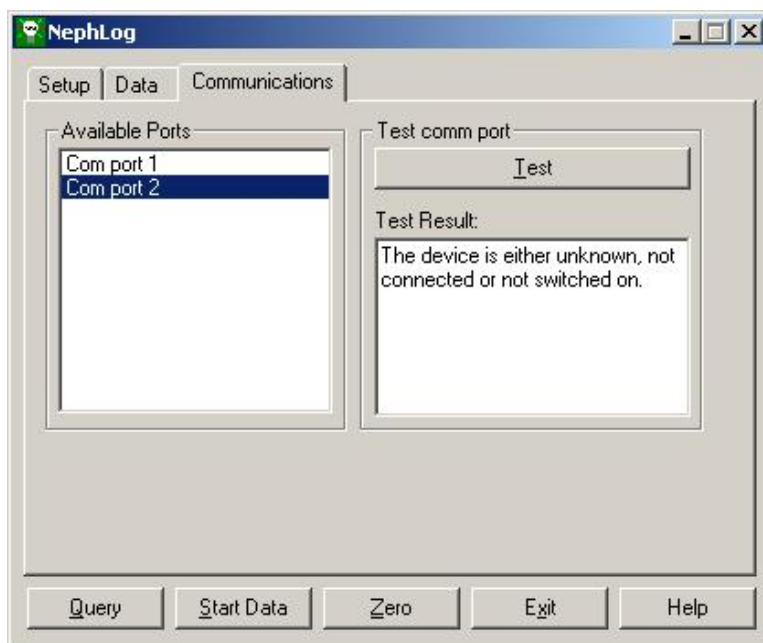 NephLog
Setup Data Communications
Available Ports
Com port 1
Com port 2
Test comm port
Test
Test Result:
The device is either unknown, not
connected or not switched on.
Query Start Data Zero Exit Help